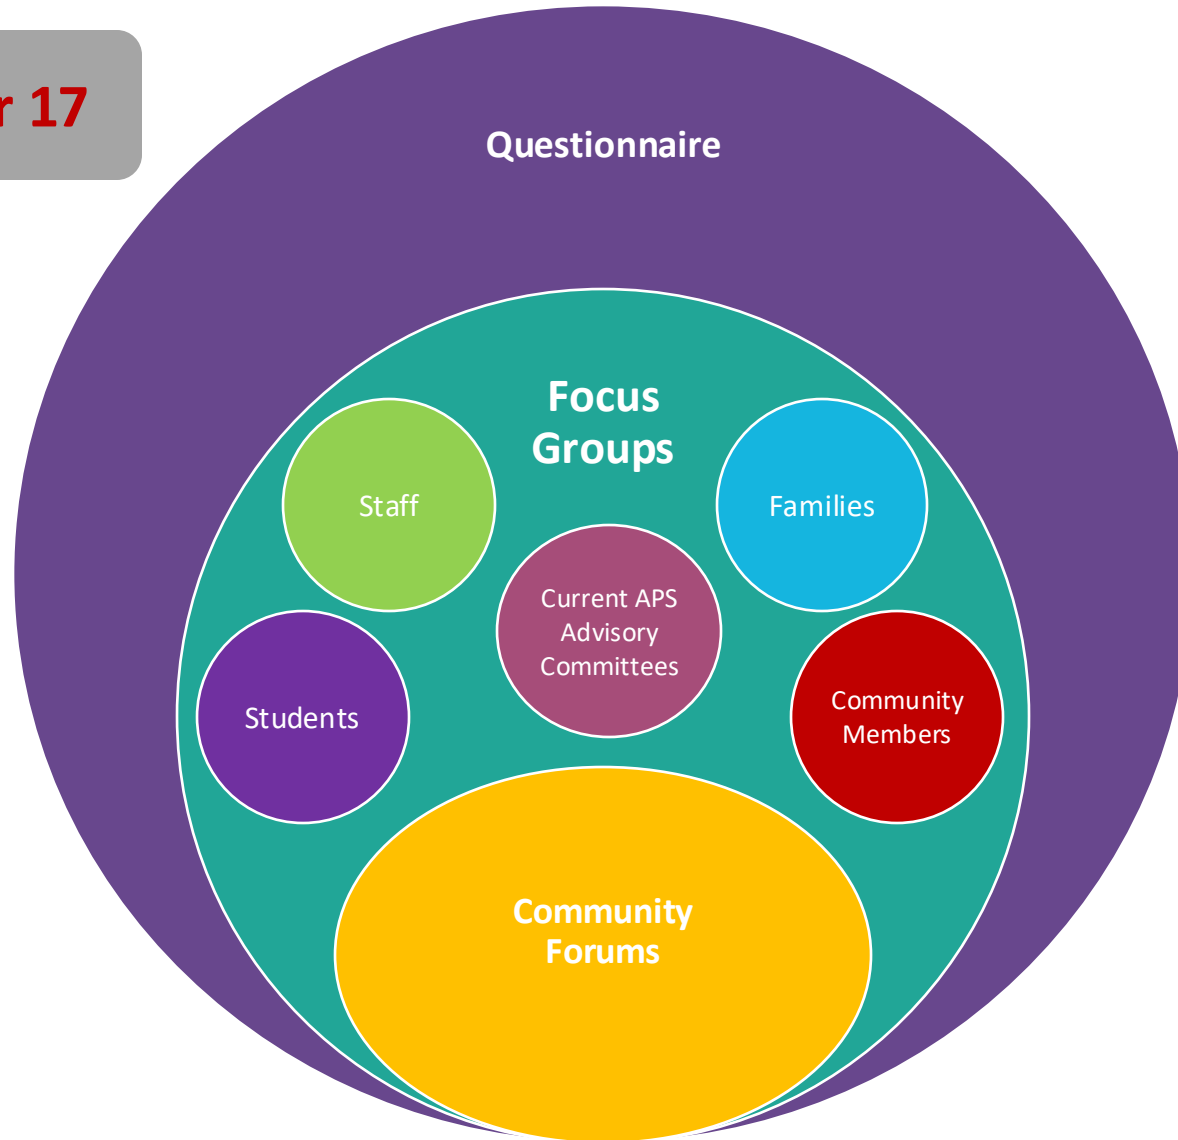 r 17
Questionnaire
Focus
Groups
Staff
Families
Current APS
Advisory
Committees
Students
Community
Members
Community
Forums